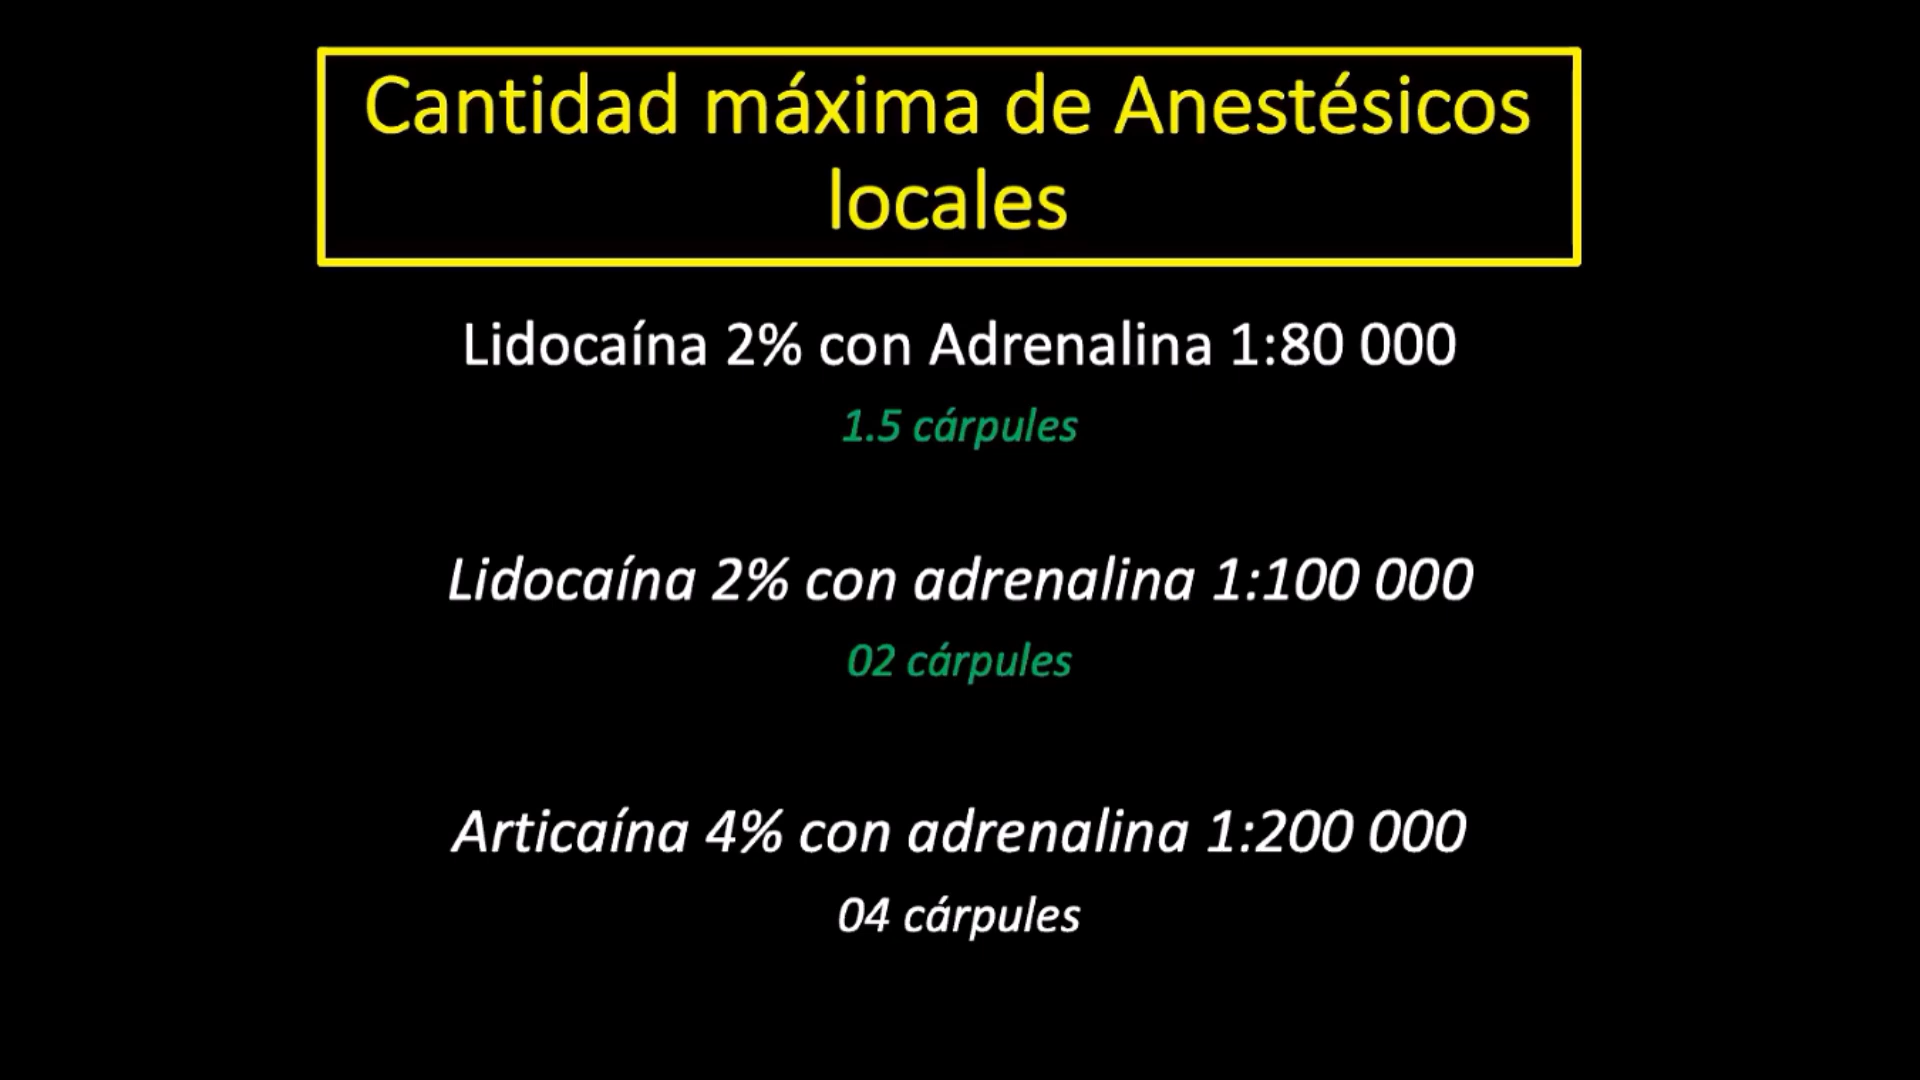 Cantidad máxima de Anestésicos
locales
Lidocaína 2% con Adrenalina 1:80 000
1.5 cárpules
Lidocaína 2% con adrenalina 1:100 000
02 cárpules
Articaína 4% con adrenalina 1:200 000
04 cárpules